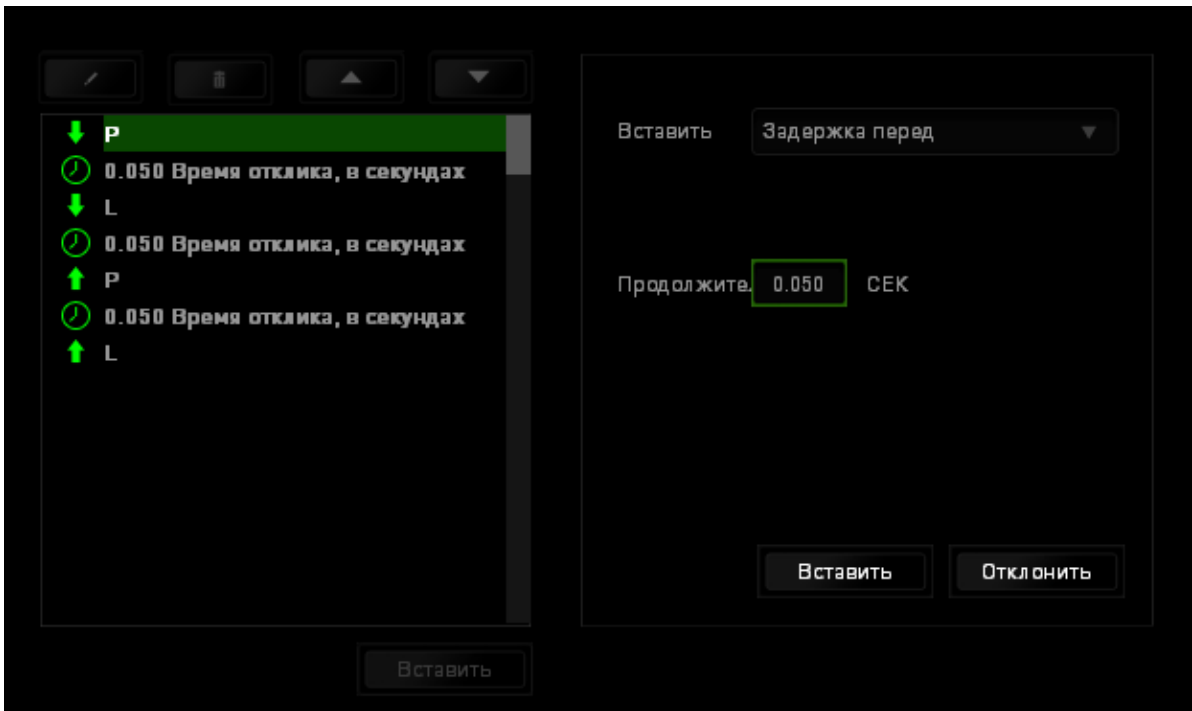 P
0.050 Время отклика, в секундах
L
0.050 Время отклика, в секундах
P
0.050 Время отклика, в секундах
L
Вставить
Вставить Задержка перед
Продолжите. 0.050 СЕК
Вставить Отклонить